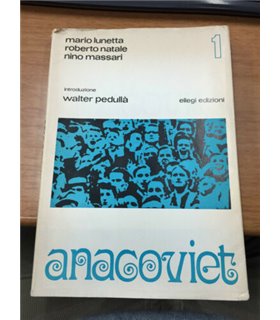 mario lunetta
roberto natale
nino massari
1
introduzione
walter pedullà
ellegi edizioni
anacoviet